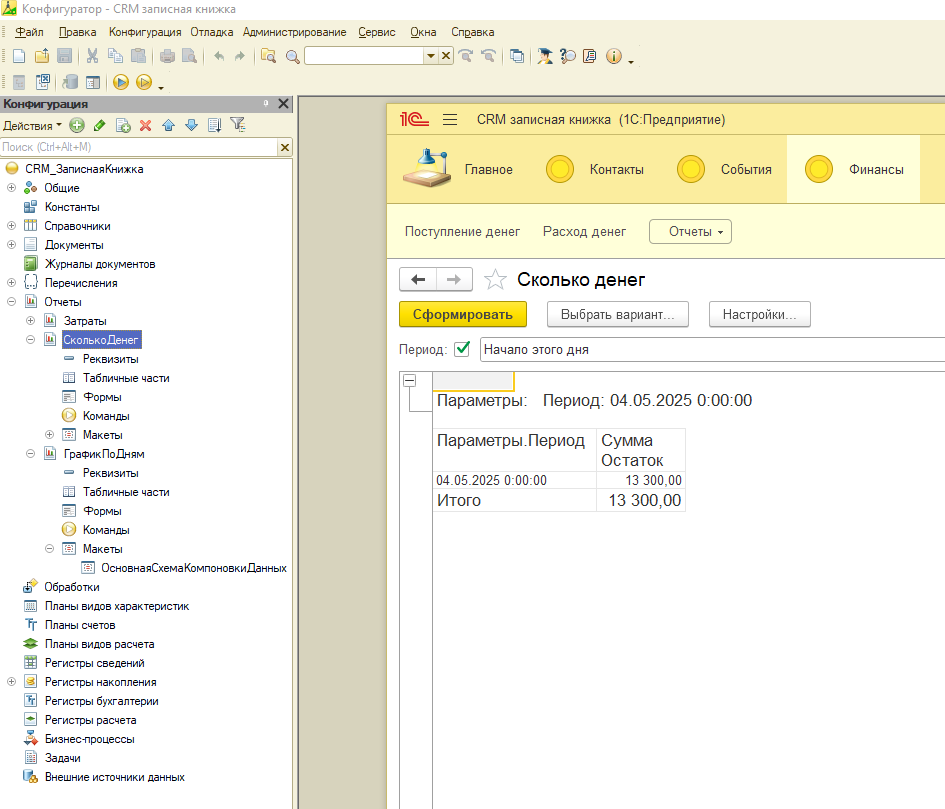 Конфигуратор - CRM записная книжка
Файл Правка Конфигурация Отладка Администрирование Сервис Окна Справка
Конфигурация
Действия
Поиск (Ctrl+Alt+M)
CRM_ЗаписнаяКнижка
Общие
Константы
Справочники
Документы
Журналы документов
Перечисления
Отчеты
Затраты
СколькоДенег
Реквизиты
Табличные части
Формы
Команды
Макеты
ГрафикПоДням
Реквизиты
Табличные части
Формы
Команды
Макеты
ОсновнаяСхемаКомпоновкиДанных
Обработки
Планы видов характеристик
Планы счетов
Планы видов расчета
Регистры сведений
Регистры накопления
Регистры бухгалтерии
Регистры расчета
Бизнес-процессы
Задачи
Внешние источники данных
1С CRM записная книжка (1С:Предприятие)
Главное Контакты События Финансы
Поступление денег Расход денег Отчеты
Сколько денег
Сформировать Выбрать вариант... Настройки...
Период: Начало этого дня
Параметры: Период: 04.05.2025 0:00:00
Параметры.Период Сумма
Остаток
04.05.2025 0:00:00 13 300,00
Итого 13 300,00